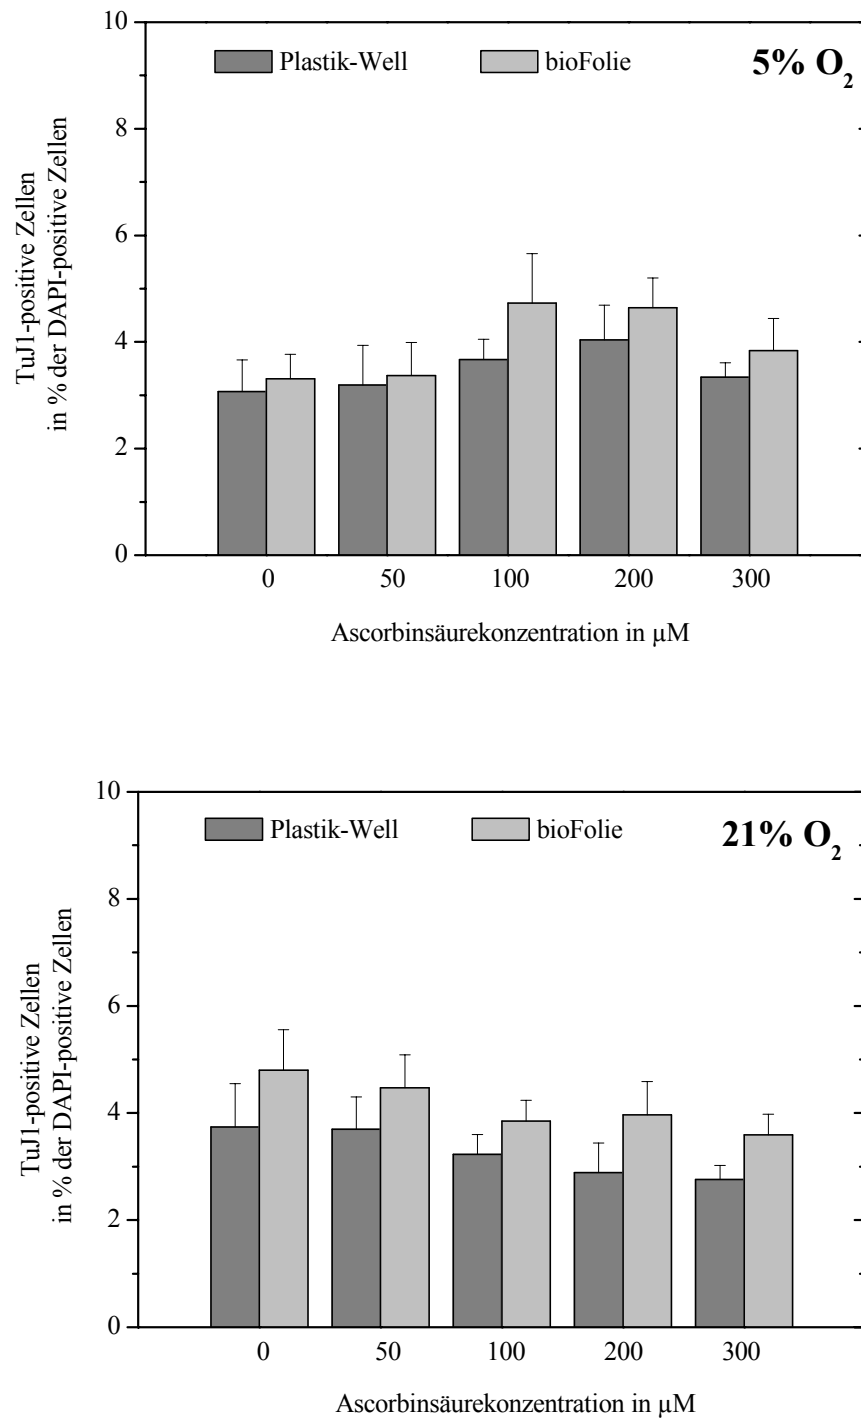 10
8
6
4
2
0
TuJ1-positive Zellen
in % der DAPI-positive Zellen
Plastik-Well bioFolie 5% O2
0 50 100 200 300
Ascorbinsäurekonzentration in µM
10
8
6
4
2
0
TuJ1-positive Zellen
in % der DAPI-positive Zellen
Plastik-Well bioFolie 21% O2
0 50 100 200 300
Ascorbinsäurekonzentration in µM